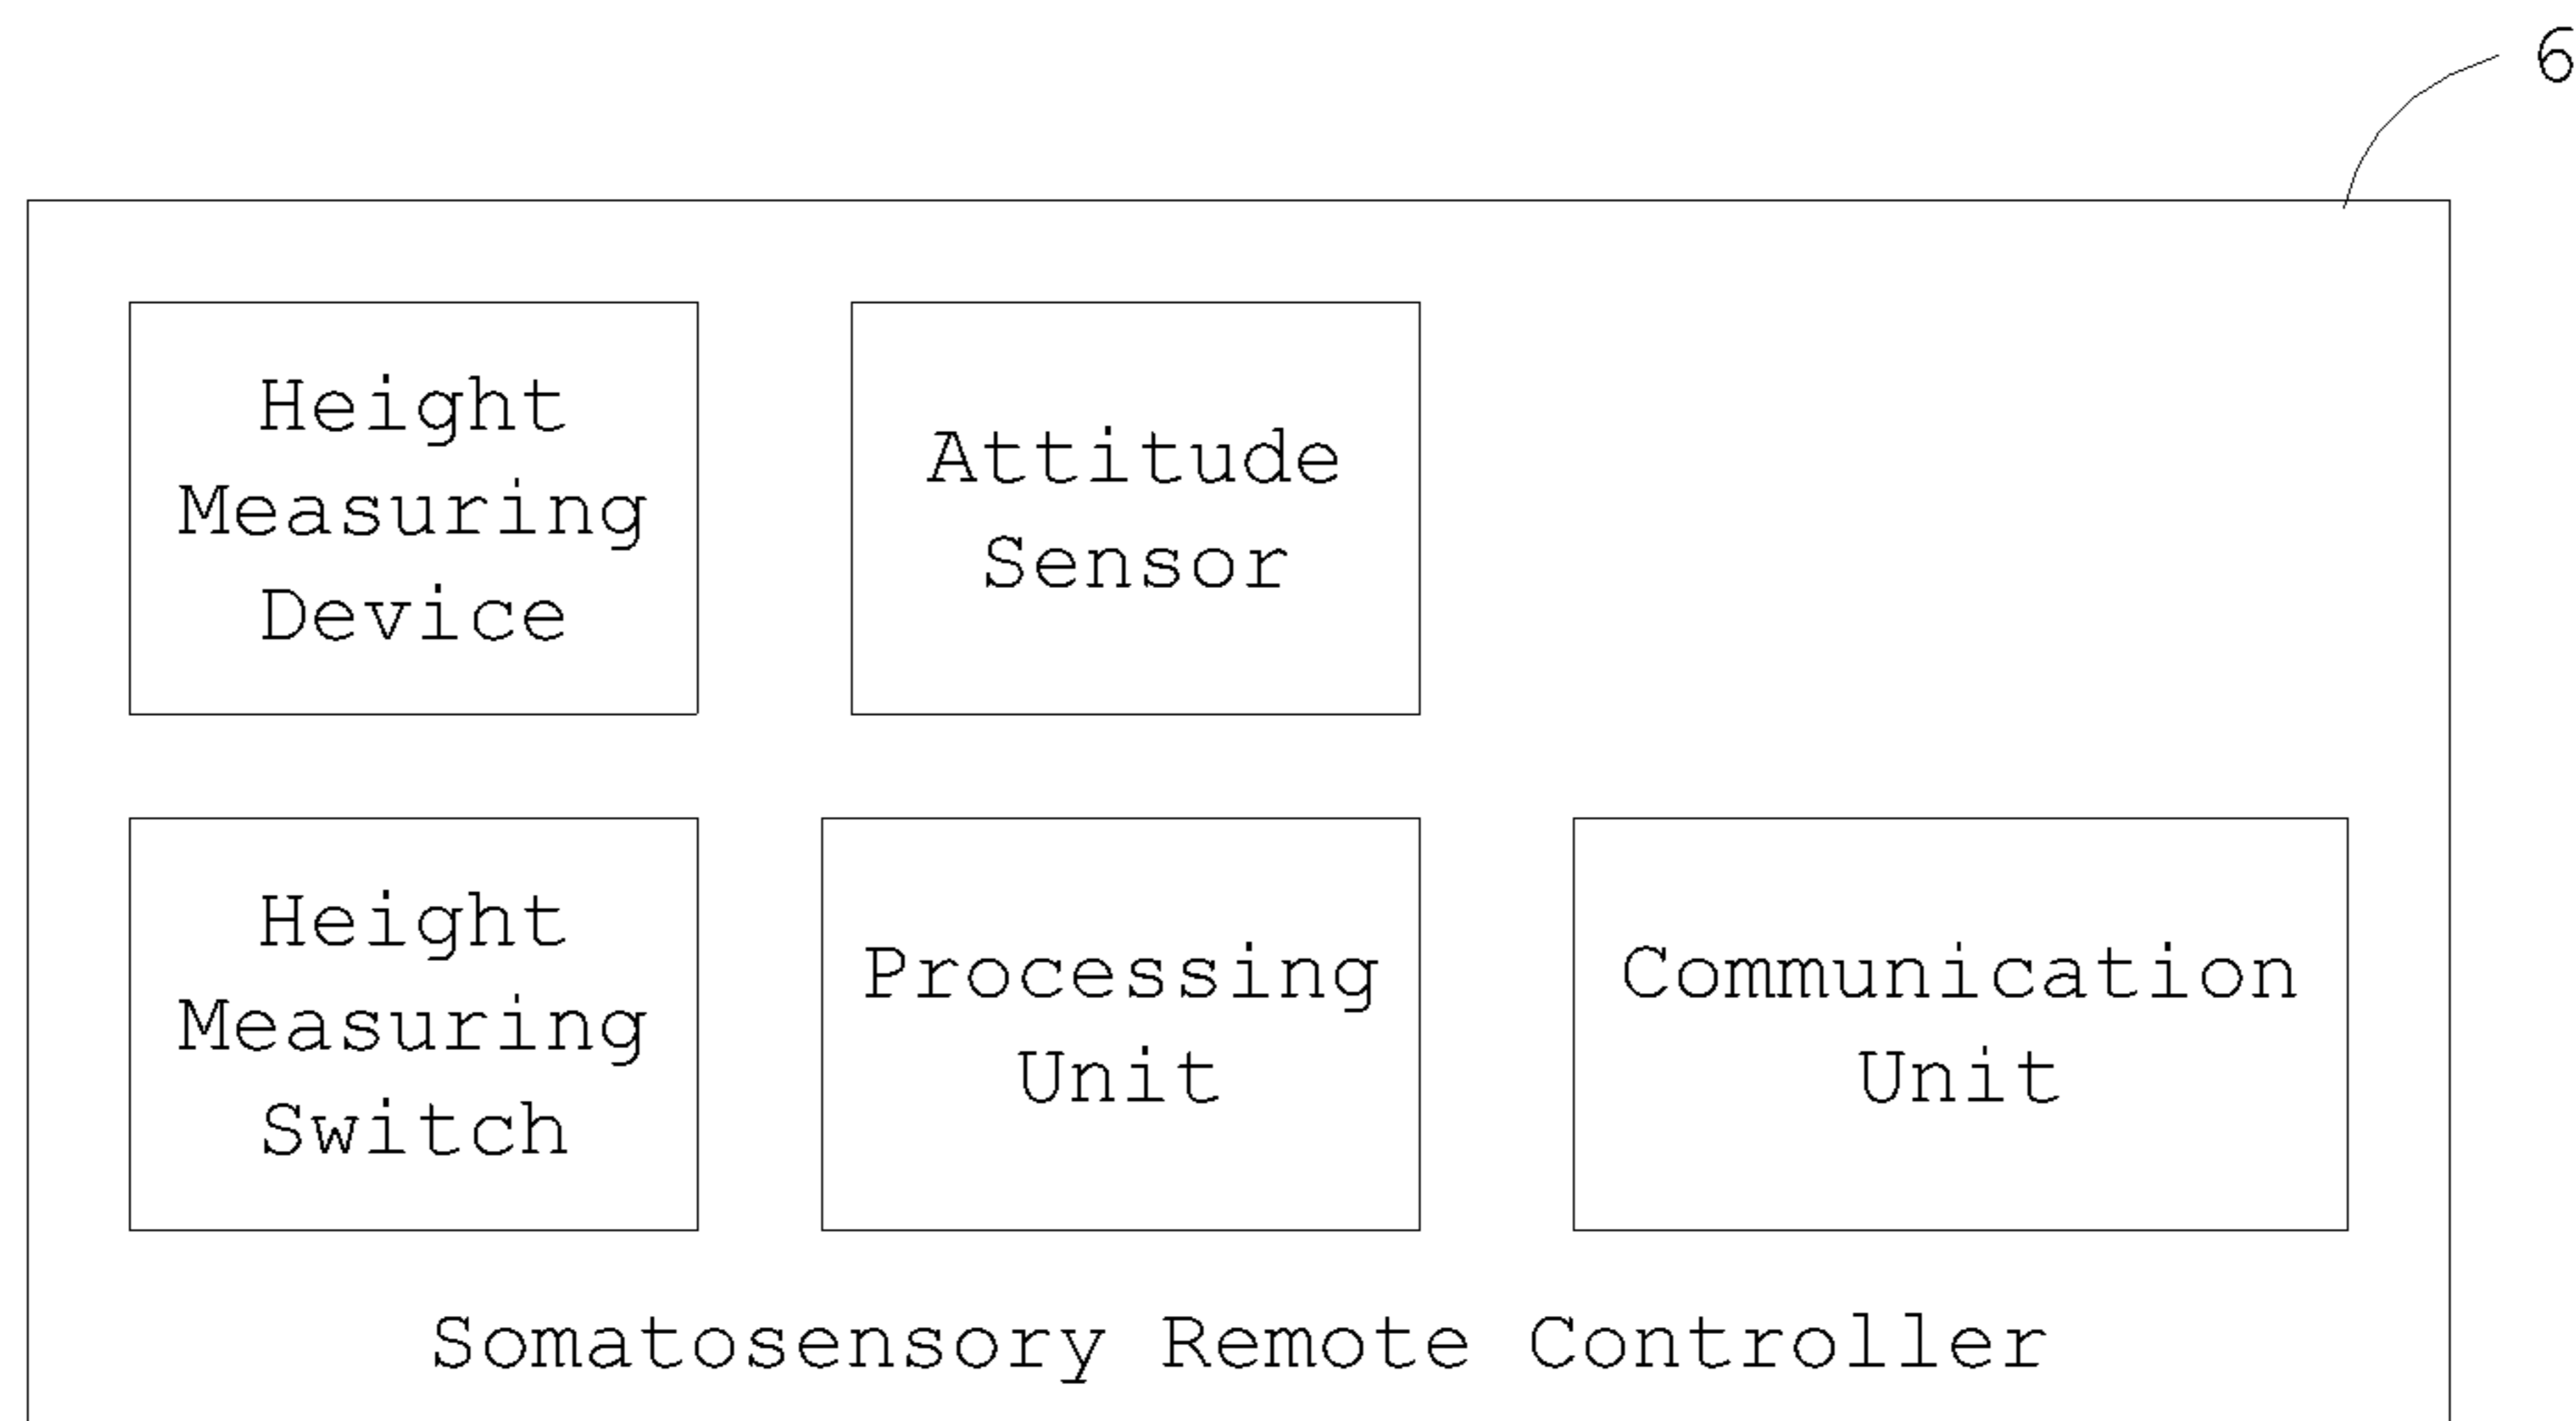 6
Height
Measuring
Device
Attitude
Sensor
Height
Measuring
Switch
Processing
Unit
Communication
Unit
Somatosensory Remote Controller